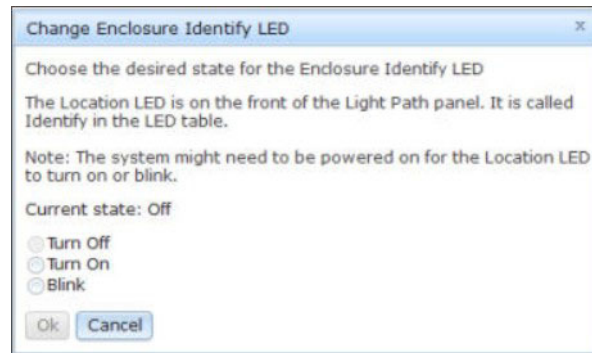 Change Enclosure Identify LED x
Choose the desired state for the Enclosure Identify LED
The Location LED is on the front of the Light Path panel. It is called
Identify in the LED table.
Note: The system might need to be powered on for the Location LED
to turn on or blink.
Current state: Off
Turn Off
Turn On
Blink
Ok Cancel